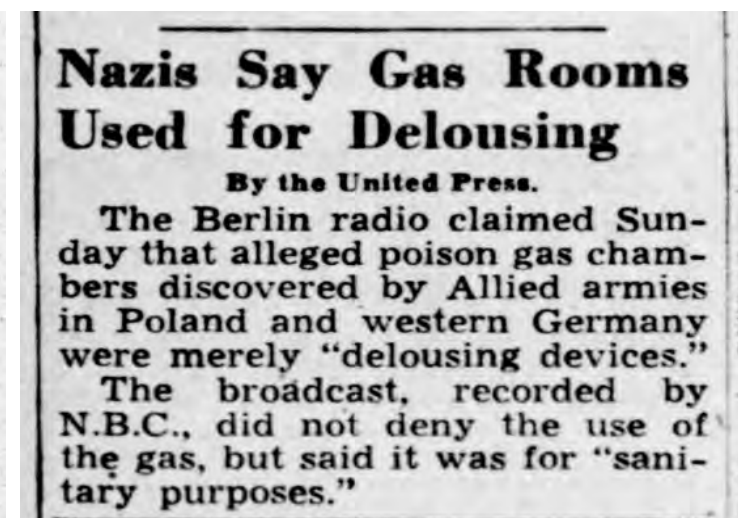 Nazis Say Gas Rooms
Used for Delousing
By the United Press.
The Berlin radio claimed Sun-
day that alleged poison gas cham-
bers discovered by Allied armies
in Poland and western Germany
were merely “delousing devices.”
The broadcast, recorded by
N.B.C., did not deny the use of
the gas, but said it was for “sani-
tary purposes.”